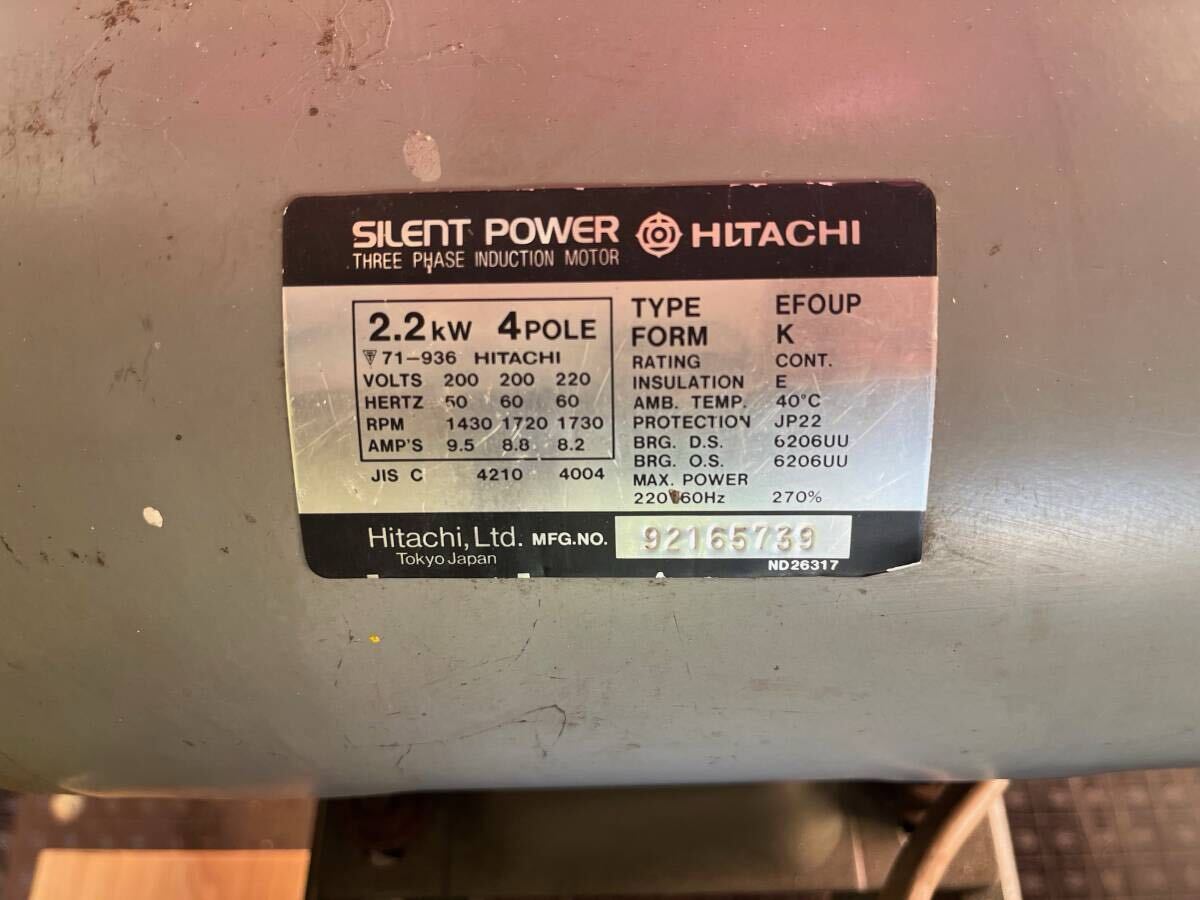 SILENT POWER HITACHI
THREE PHASE INDUCTION MOTOR
2.2kW 4POLE
71-936 HITACHI
VOLTS 200 200 220
HERTZ 50 60 60
RPM 1430 1720 1730
AMP'S 9.5 8.8 8.2
JIS C 4210 4004
TYPE EFOUP
FORM K
RATING CONT.
INSULATION E
AMB. TEMP. 40°C
PROTECTION JP22
BRG. D.S. 6206UU
BRG. O.S. 6206UU
MAX. POWER
220V60Hz 270%
Hitachi, Ltd. MFG.NO. 92165739
Tokyo Japan
ND26317